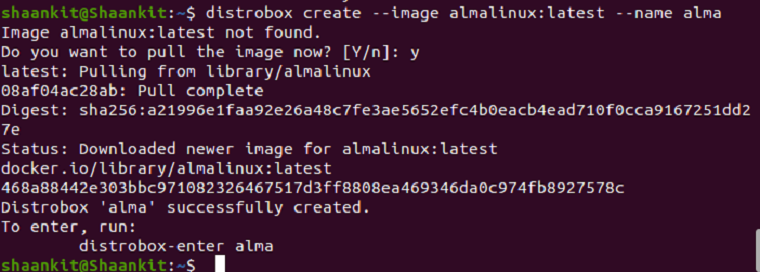 shaankit@Shaankit:~$ distrobox create --image almalinux:latest --name alma
Image almalinux:latest not found.
Do you want to pull the image now? [Y/n]: y
latest: Pulling from library/almalinux
08af04ac28ab: Pull complete
Digest: sha256:a21996e1faa92e26a48c7fe3ae5652efc4b0eacb4ead710f0cca9167251dd2
7e
Status: Downloaded newer image for almalinux:latest
docker.io/library/almalinux:latest
468a88442e303bbc971082326467517d3ff8808ea469346da0c974fb8927578c
Distrobox 'alma' successfully created.
To enter, run:
        distrobox-enter alma
shaankit@Shaankit:~$